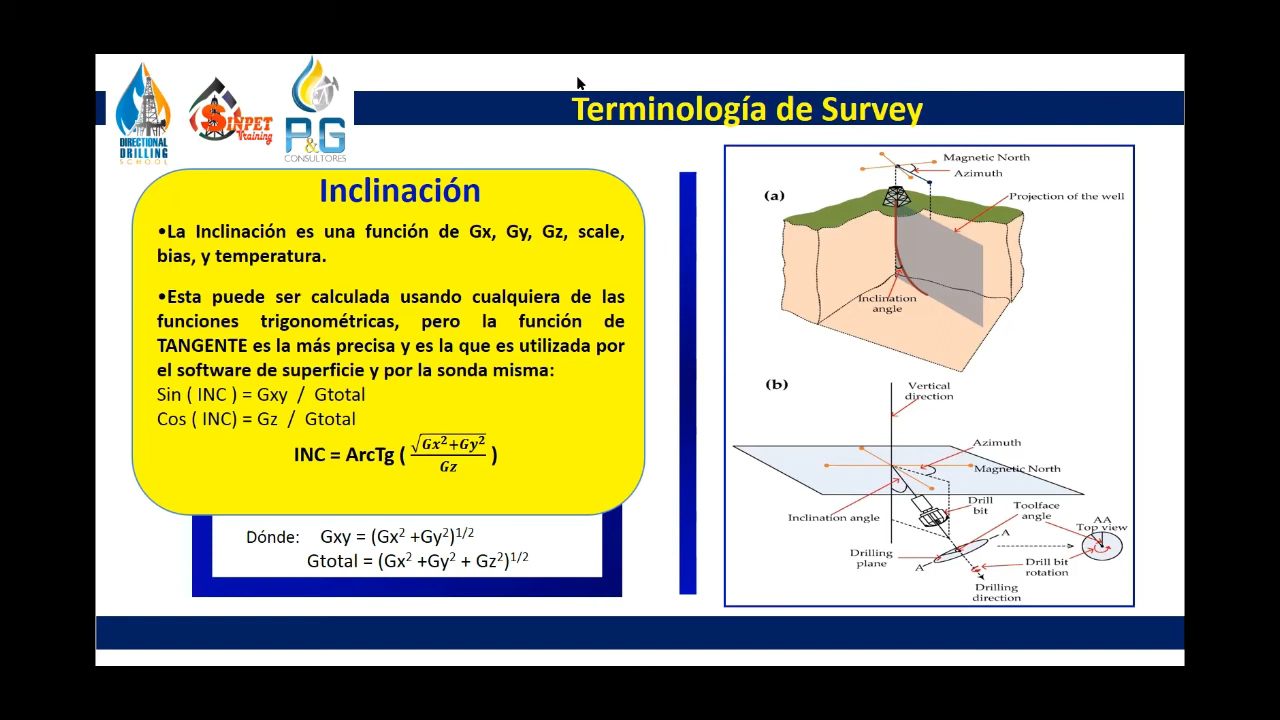 Terminología de Survey
DIRECTIONAL
DRILLING
SCHOOL
SINPET
Training
P&G
CONSULTORES
Inclinación
•La Inclinación es una función de Gx, Gy, Gz, scale,
bias, y temperatura.
•Esta puede ser calculada usando cualquiera de las
funciones trigonométricas, pero la función de
TANGENTE es la más precisa y es la que es utilizada por
el software de superficie y por la sonda misma:
Sin ( INC ) = Gxy / Gtotal
Cos ( INC) = Gz / Gtotal
INC = ArcTg ( √Gx²+Gy² / Gz )
Dónde: Gxy = (Gx² +Gy²)^1/2
Gtotal = (Gx² +Gy² + Gz²)^1/2
(a)
Magnetic North
Azimuth
Projection of the well
Inclination
angle
(b)
Vertical
direction
Azimuth
Magnetic North
Inclination angle
Drill
bit
Toolface
angle
AA
Top view
A
A
Drilling
plane
Drill bit
rotation
Drilling
direction